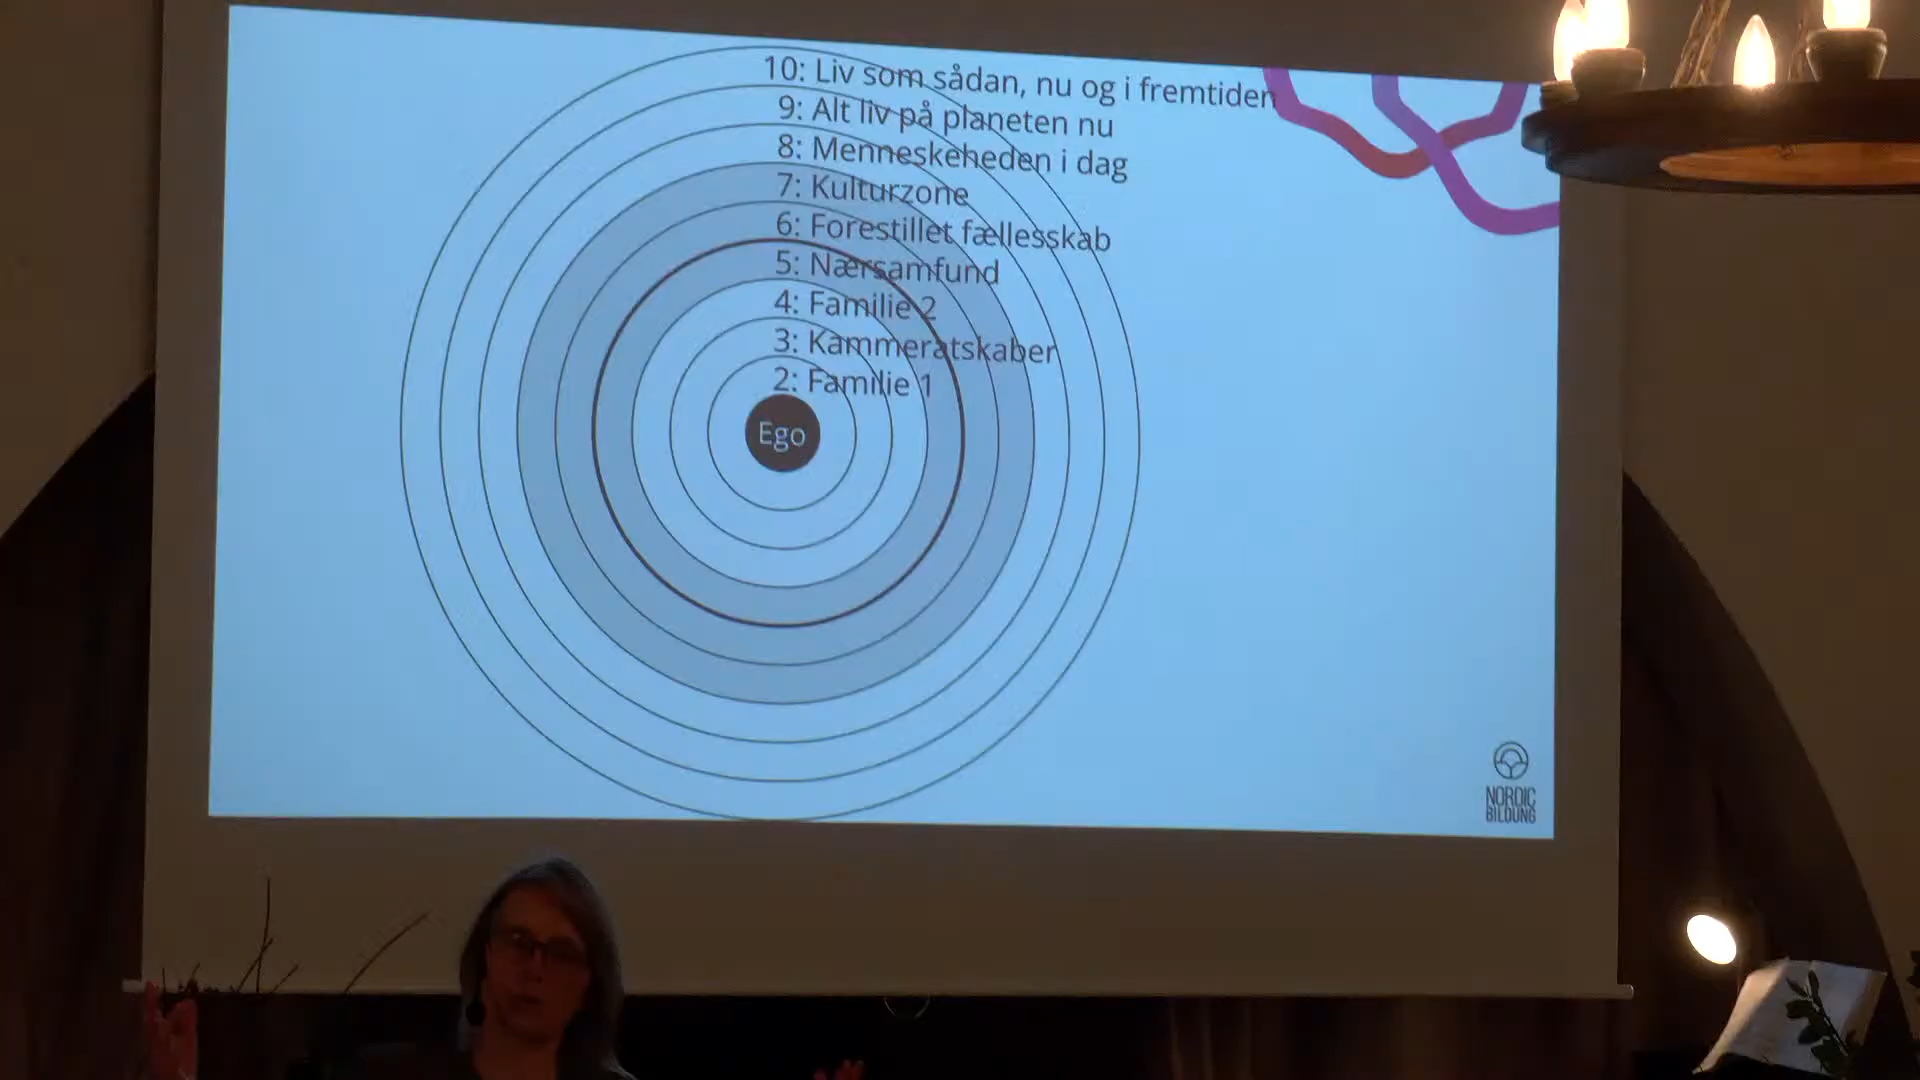 10: Liv som sådan, nu og i fremtiden
9: Alt liv på planeten nu
8: Menneskeheden i dag
7: Kulturzone
6: Forestillet fællesskab
5: Nærsamfund
4: Familie 2
3: Kammeratskaber
2: Familie 1
Ego
NORDIC
BILDUNG